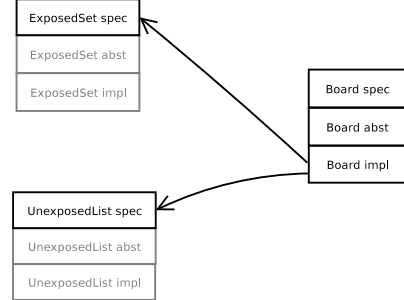 ExposedSet spec
ExposedSet abst
ExposedSet impl
Board spec
Board abst
Board impl
UnexposedList spec
UnexposedList abst
UnexposedList impl